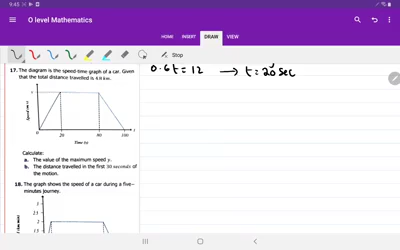 9:45
O level Mathematics
Home
Insert
Draw
View
Stop
17. The diagram is the speed-time graph of a car. Given
that the total distance travelled is 4.8 km.
0.6t = 12 → t = 20 sec
Speed (m/s)
0
20
80
100
t
Time (s)
Calculate:
a. The value of the maximum speed y.
b. The distance travelled in the first 30 seconds of
the motion.
18. The graph shows the speed of a car during a five-
minutes journey.
3
2.5
2
1.5